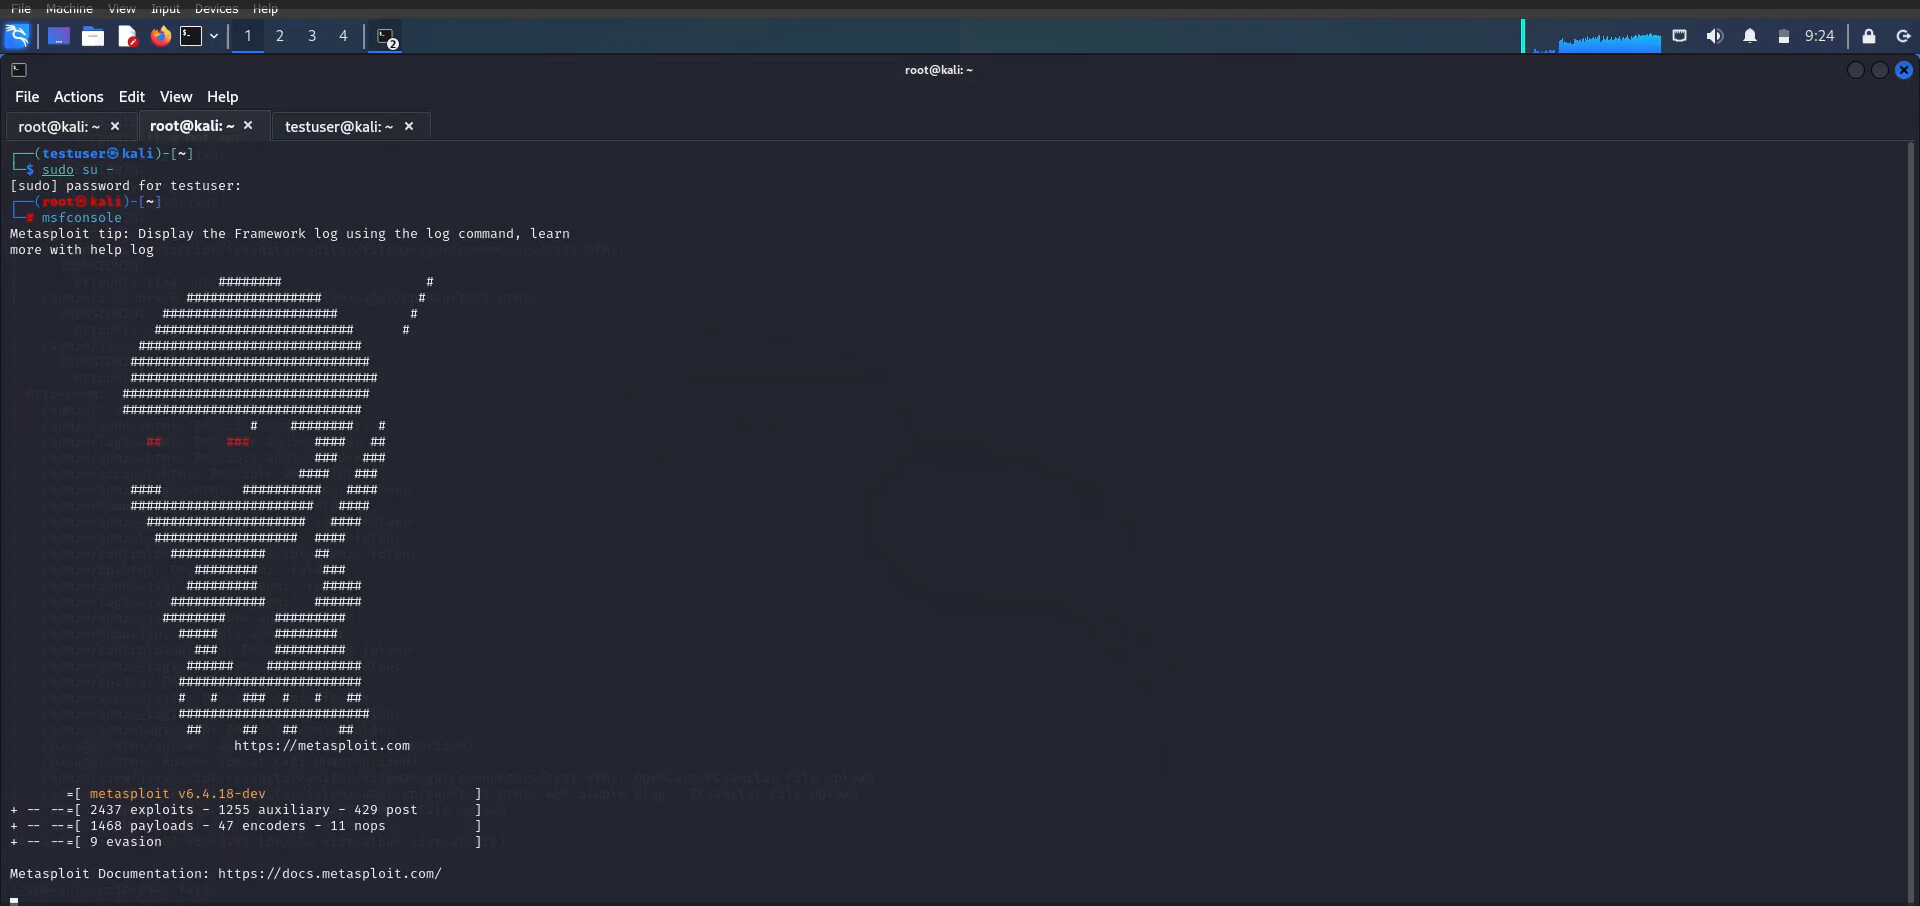 File Machine View Input Devices Help
1 2 3 4 2 9:24
root@kali: ~
File Actions Edit View Help
root@kali: ~ × root@kali: ~ × testuser@kali: ~ ×
┌──(testuser㉿kali)-[~]
└─$ sudo su -
[sudo] password for testuser:
┌──(root㉿kali)-[~]
└─# msfconsole
Metasploit tip: Display the Framework log using the log command, learn
more with help log
https://metasploit.com
=[ metasploit v6.4.18-dev ]
+ -- --=[ 2437 exploits - 1255 auxiliary - 429 post ]
+ -- --=[ 1468 payloads - 47 encoders - 11 nops ]
+ -- --=[ 9 evasion ]
Metasploit Documentation: https://docs.metasploit.com/